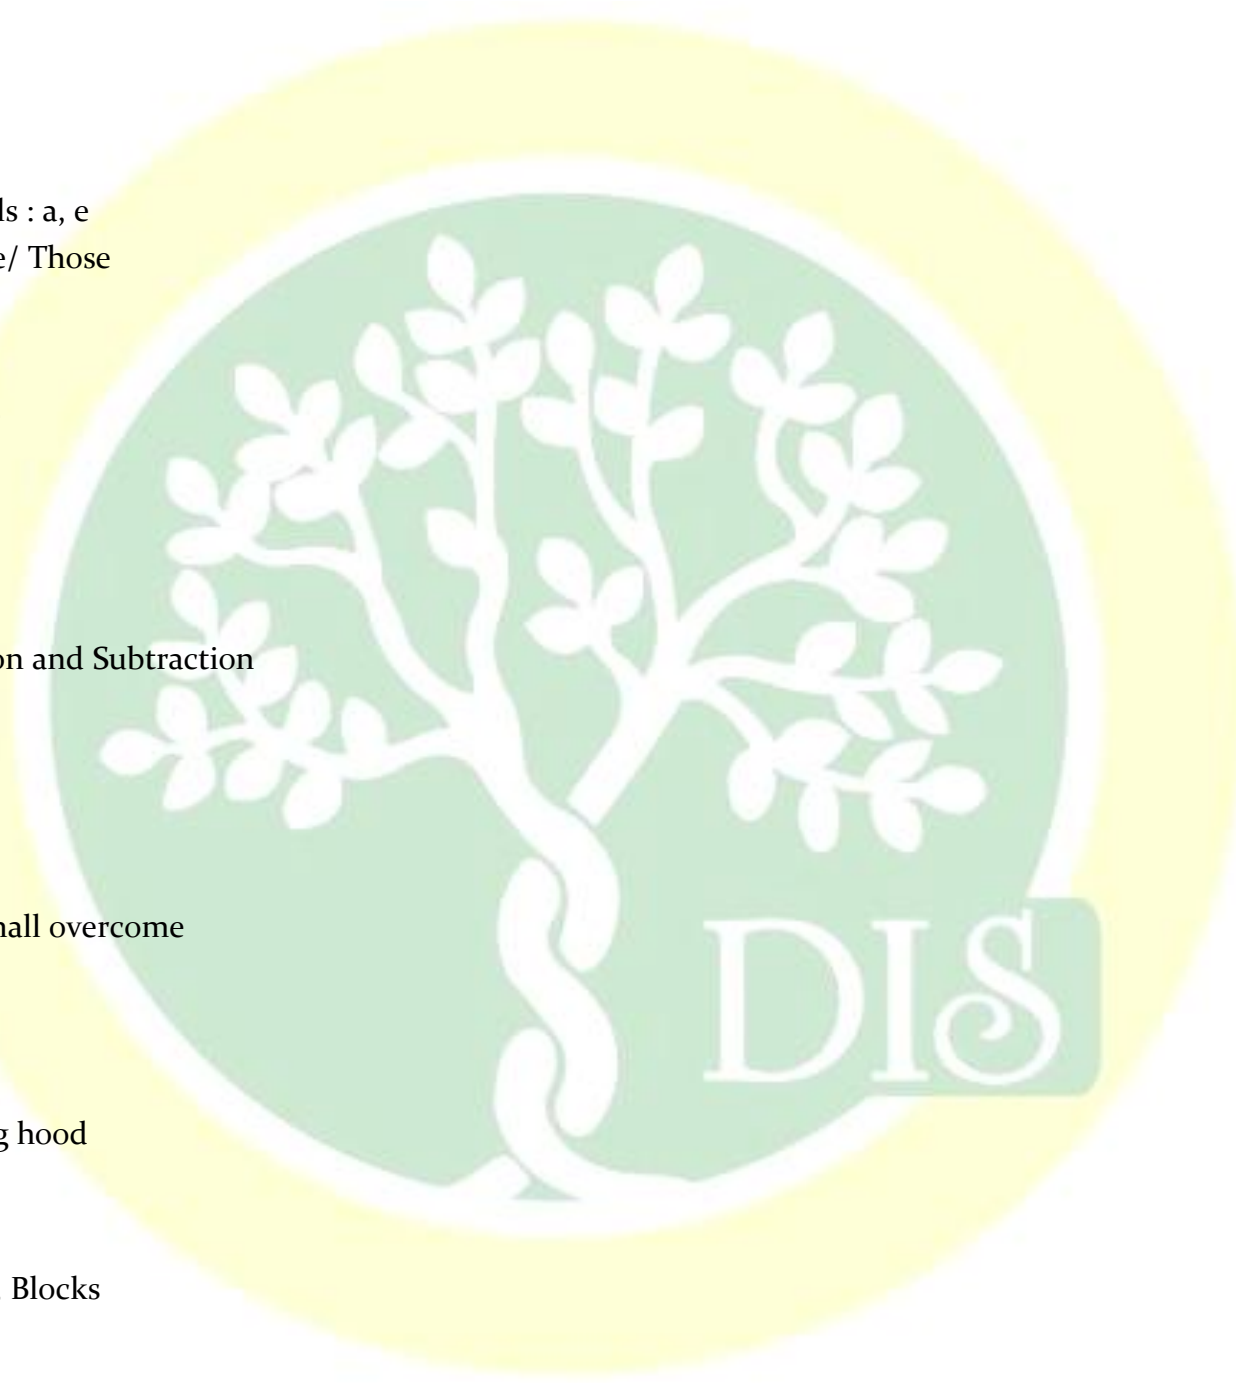 ls : a, e
e/ Those
on and Subtraction
hall overcome
DIS
g hood
Blocks